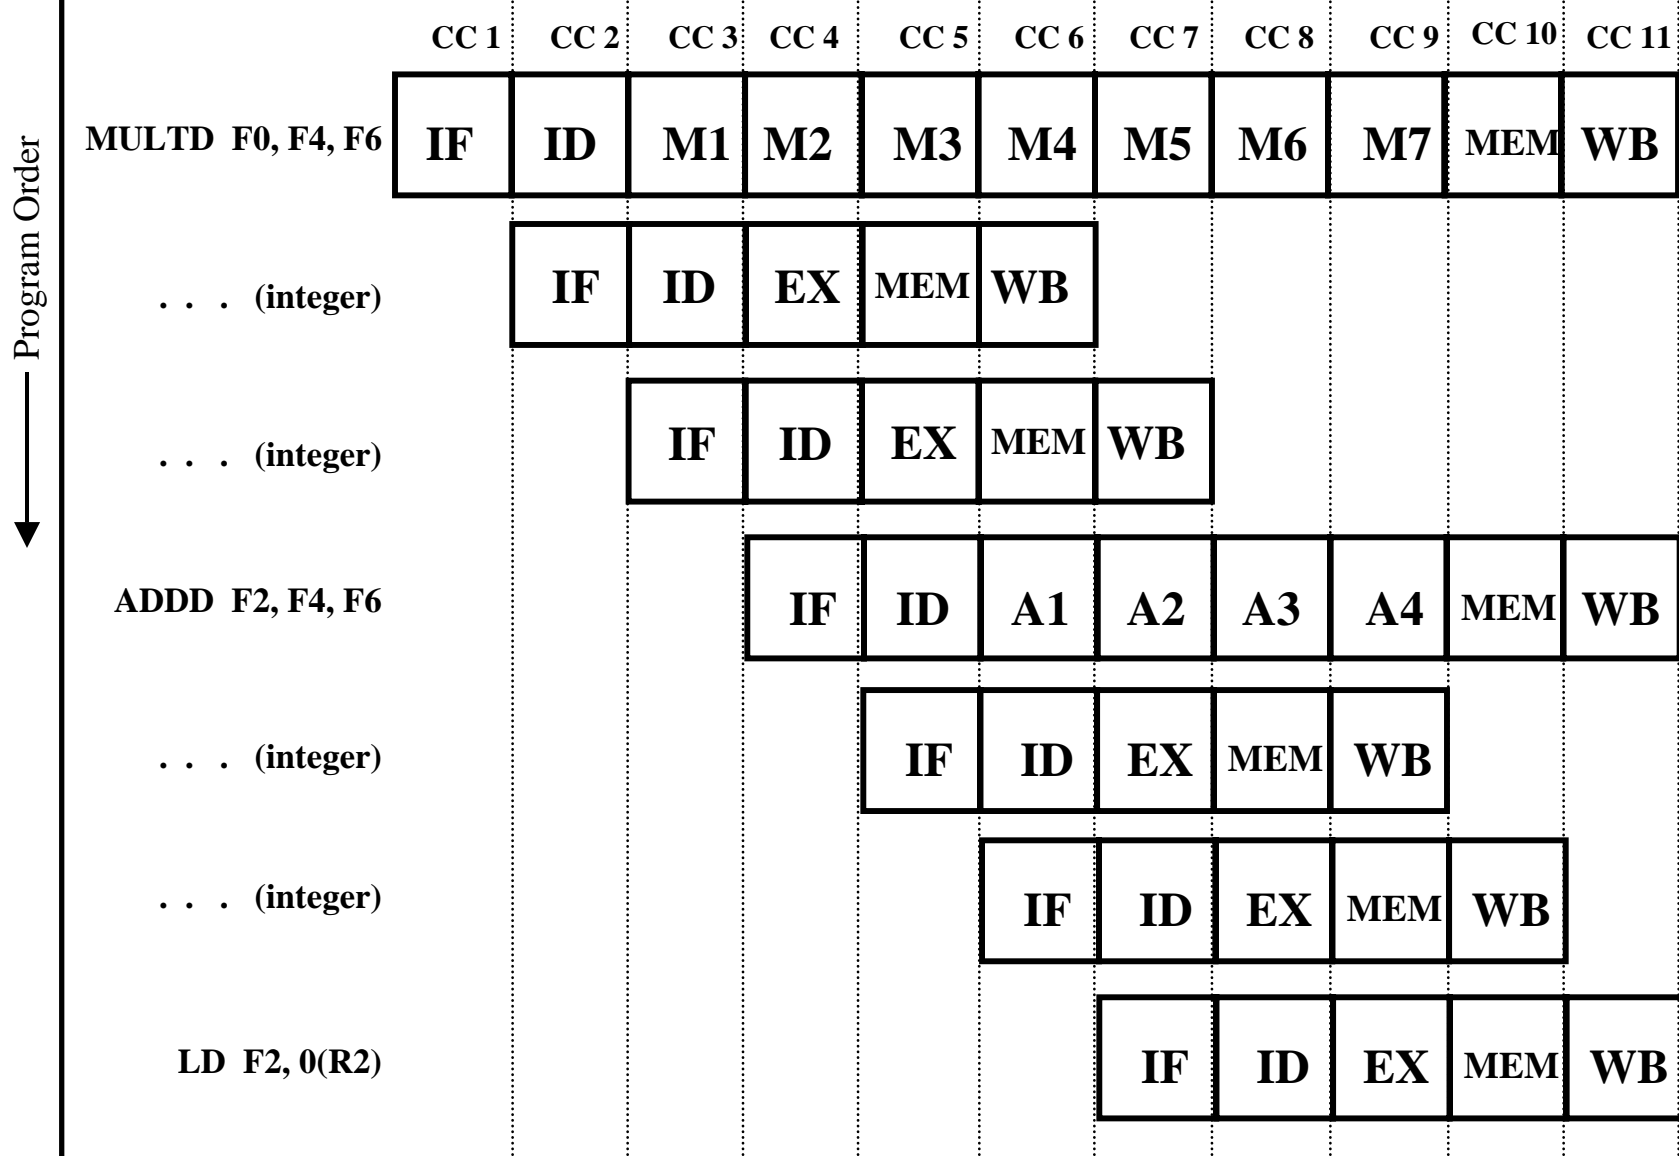 CC 1 CC 2 CC 3 CC 4 CC 5 CC 6 CC 7 CC 8 CC 9 CC 10 CC 11
Program Order
MULTD F0, F4, F6 IF ID M1 M2 M3 M4 M5 M6 M7 MEM WB
. . . (integer) IF ID EX MEM WB
. . . (integer) IF ID EX MEM WB
ADDD F2, F4, F6 IF ID A1 A2 A3 A4 MEM WB
. . . (integer) IF ID EX MEM WB
. . . (integer) IF ID EX MEM WB
LD F2, 0(R2) IF ID EX MEM WB